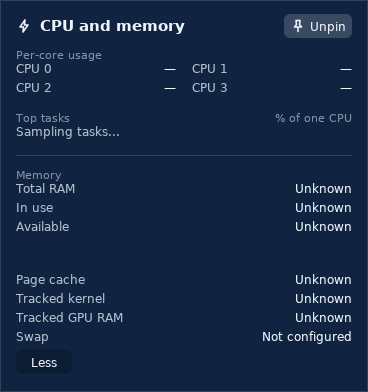 CPU and memory
Unpin
Per-core usage
CPU 0 — CPU 1 —
CPU 2 — CPU 3 —
Top tasks % of one CPU
Sampling tasks...
Memory
Total RAM Unknown
In use Unknown
Available Unknown
Page cache Unknown
Tracked kernel Unknown
Tracked GPU RAM Unknown
Swap Not configured
Less